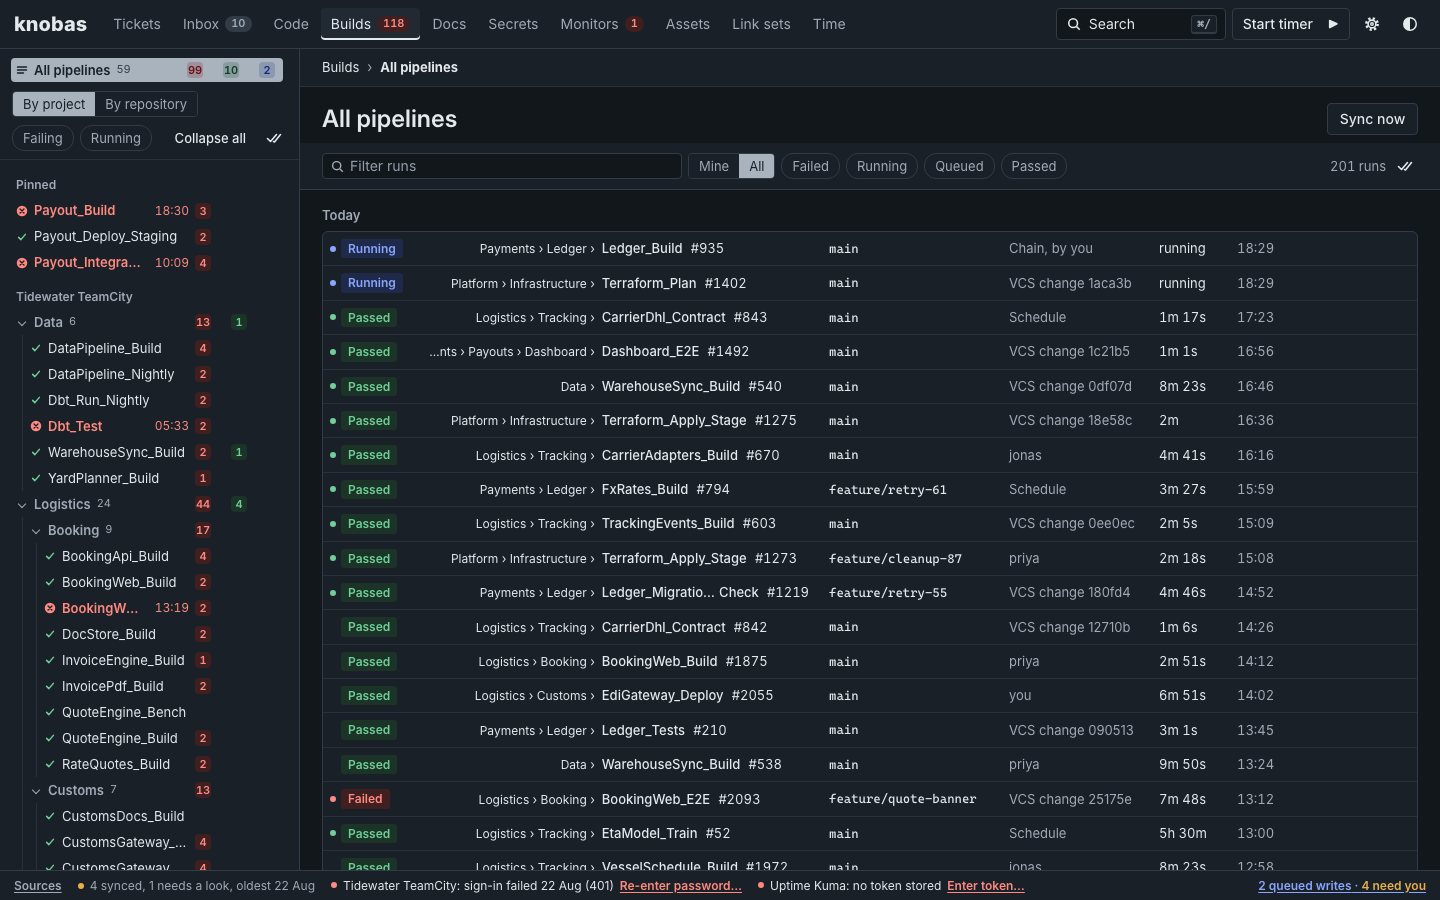 knobas Tickets Inbox 10 Code Builds 118 Docs Secrets Monitors 1 Assets Link sets Time Search ⌘/ Start timer
All pipelines 59 99 10 2
By project By repository
Failing Running Collapse all
Pinned
Payout_Build 18:30 3
Payout_Deploy_Staging 2
Payout_Integra... 10:09 4
Tidewater TeamCity
Data 6 13 1
DataPipeline_Build 4
DataPipeline_Nightly 2
Dbt_Run_Nightly 2
Dbt_Test 05:33 2
WarehouseSync_Build 2 1
YardPlanner_Build 1
Logistics 24 44 4
Booking 9 17
BookingApi_Build 4
BookingWeb_Build 2
BookingW... 13:19 2
DocStore_Build 2
InvoiceEngine_Build 1
InvoicePdf_Build 2
QuoteEngine_Bench
QuoteEngine_Build 2
RateQuotes_Build 2
Customs 7 13
CustomsDocs_Build
CustomsGateway_... 4
CustomsGateway 4
Builds › All pipelines
All pipelines
Sync now
Filter runs Mine All Failed Running Queued Passed 201 runs
Today
Running Payments › Ledger › Ledger_Build #935 main Chain, by you running 18:29
Running Platform › Infrastructure › Terraform_Plan #1402 main VCS change 1aca3b running 18:29
Passed Logistics › Tracking › CarrierDhl_Contract #843 main Schedule 1m 17s 17:23
Passed ...nts › Payouts › Dashboard › Dashboard_E2E #1492 main VCS change 1c21b5 1m 1s 16:56
Passed Data › WarehouseSync_Build #540 main VCS change 0df07d 8m 23s 16:46
Passed Platform › Infrastructure › Terraform_Apply_Stage #1275 main VCS change 18e58c 2m 16:36
Passed Logistics › Tracking › CarrierAdapters_Build #670 main jonas 4m 41s 16:16
Passed Payments › Ledger › FxRates_Build #794 feature/retry-61 Schedule 3m 27s 15:59
Passed Logistics › Tracking › TrackingEvents_Build #603 main VCS change 0ee0ec 2m 5s 15:09
Passed Platform › Infrastructure › Terraform_Apply_Stage #1273 feature/cleanup-87 priya 2m 18s 15:08
Passed Payments › Ledger › Ledger_Migratio... Check #1219 feature/retry-55 VCS change 180fd4 4m 46s 14:52
Passed Logistics › Tracking › CarrierDhl_Contract #842 main VCS change 12710b 1m 6s 14:26
Passed Logistics › Booking › BookingWeb_Build #1875 main priya 2m 51s 14:12
Passed Logistics › Customs › EdiGateway_Deploy #2055 main you 6m 51s 14:02
Passed Payments › Ledger › Ledger_Tests #210 main VCS change 090513 3m 1s 13:45
Passed Data › WarehouseSync_Build #538 main priya 9m 50s 13:24
Failed Logistics › Booking › BookingWeb_E2E #2093 feature/quote-banner VCS change 25175e 7m 48s 13:12
Passed Logistics › Tracking › EtaModel_Train #52 main Schedule 5h 30m 13:00
Passed Logistics › Tracking › VesselSchedule_Build #1972 main jonas 8m 23s 12:58
Sources 4 synced, 1 needs a look, oldest 22 Aug Tidewater TeamCity: sign-in failed 22 Aug (401) Re-enter password... Uptime Kuma: no token stored Enter token... 2 queued writes · 4 need you